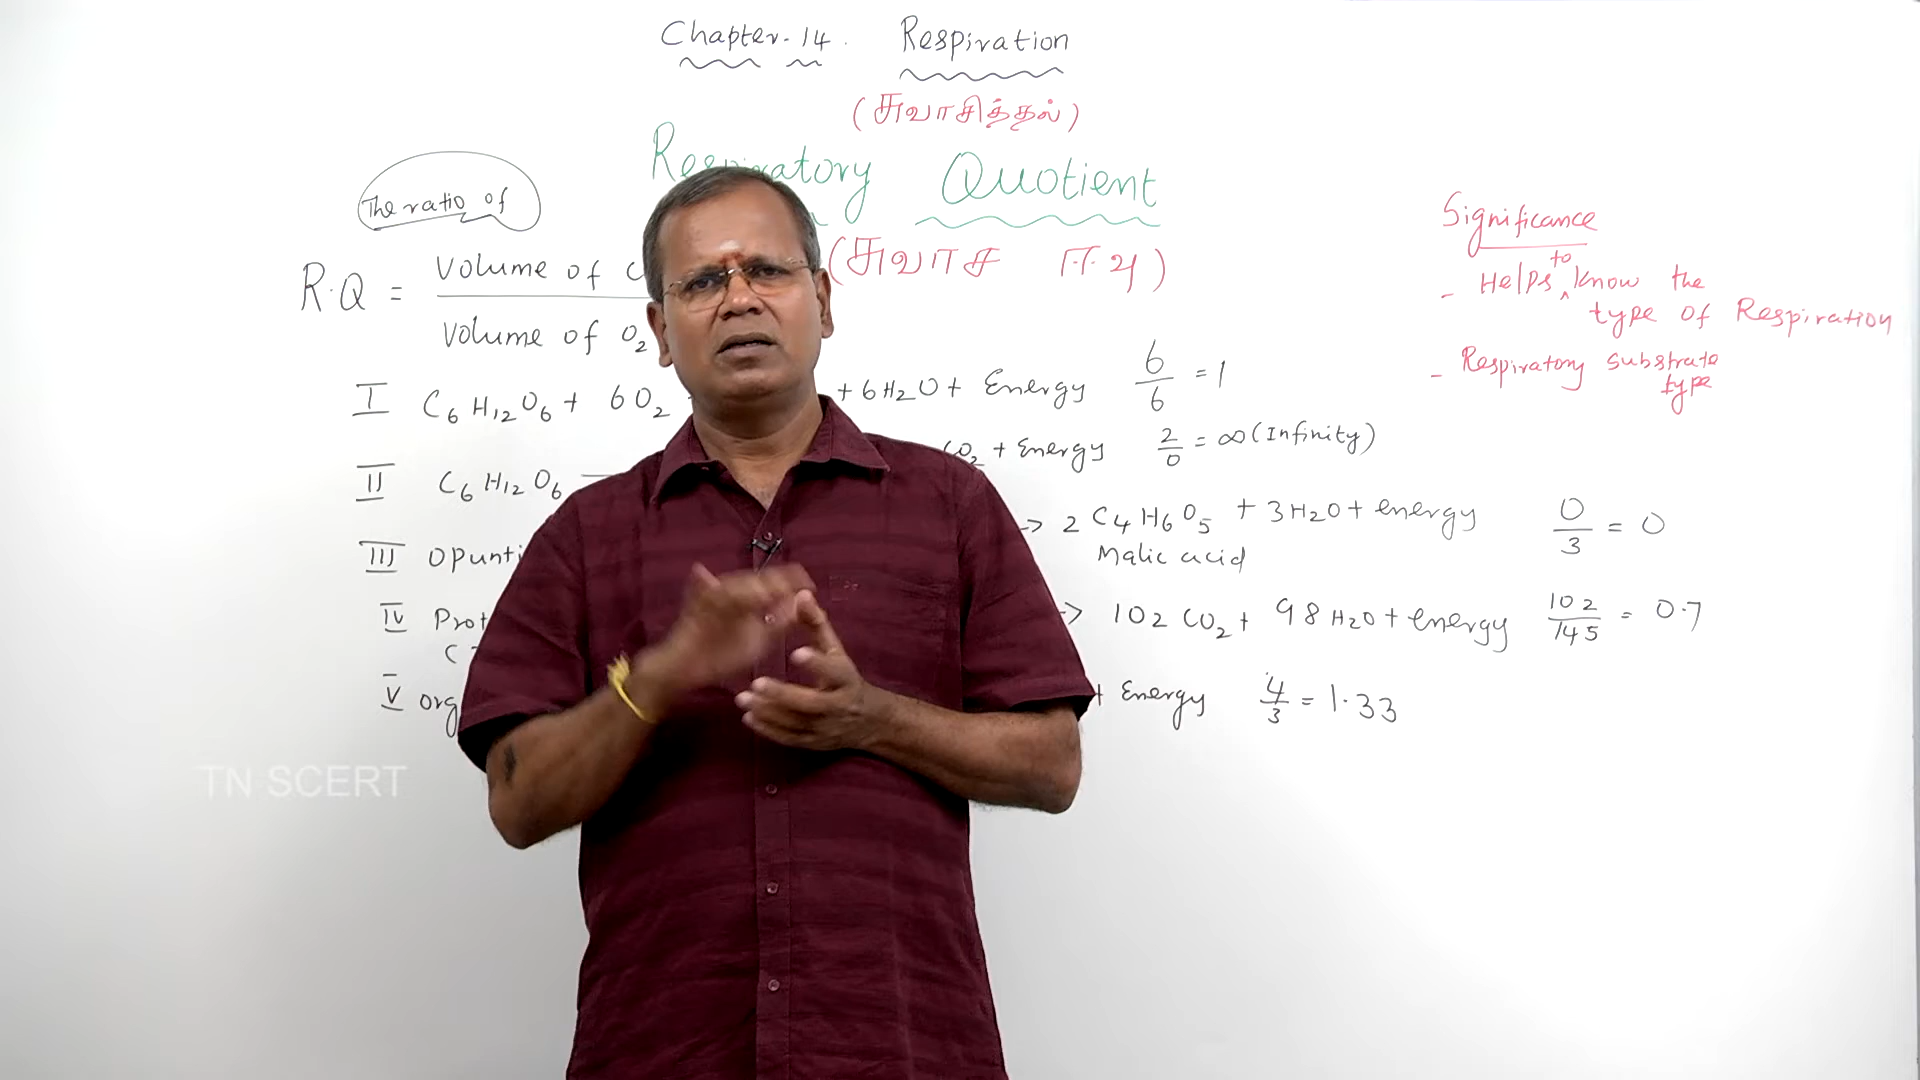 Chapter-14. Respiration
(சுவாசித்தல்)
Respiratory Quotient
(சுவாச ஈவு)
The ratio of
R.Q = Volume of
Volume of O₂
I C₆H₁₂O₆ + 6O₂ + 6H₂O + Energy 6/6 = 1
II C₆H₁₂O₆ CO₂ + Energy 2/0 = ∞ (Infinity)
III -> 2 C₄H₆O₅ + 3H₂O + energy 0/3 = 0
Malic acid
IV -> 102 CO₂ + 98 H₂O + energy 102/145 = 0.7
V + Energy 4/3 = 1.33
Significance
- Helps to know the
type of Respiration
- Respiratory substrate
type
TN SCERT